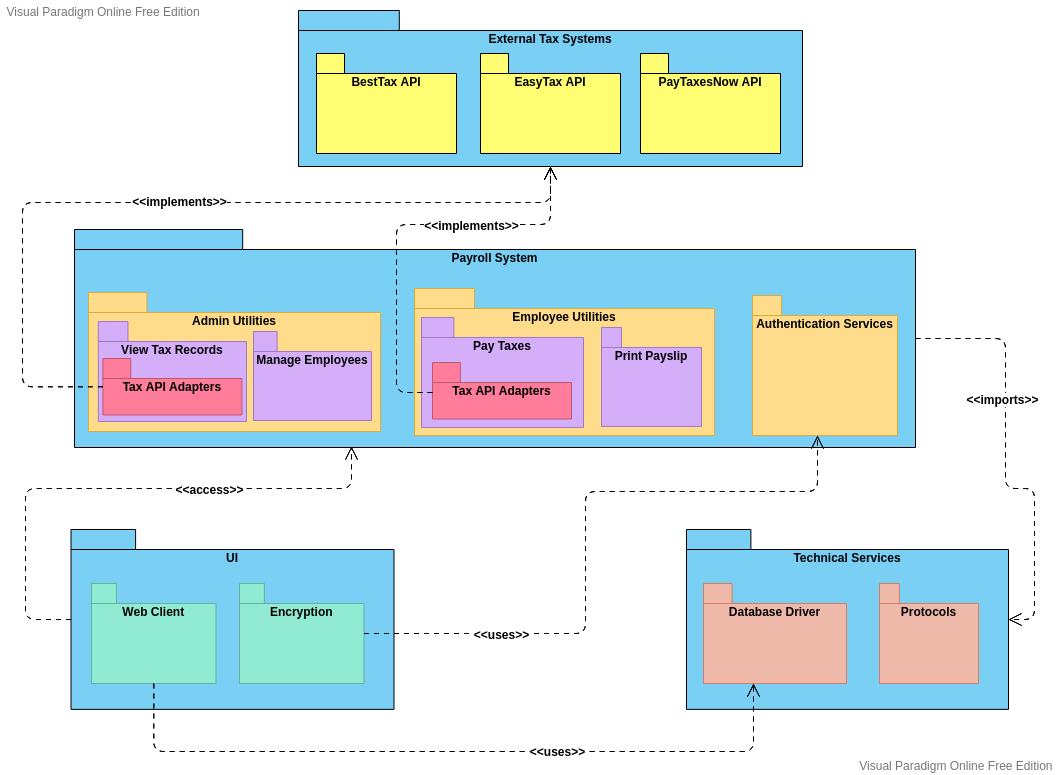 Visual Paradigm Online Free Edition
External Tax Systems
BestTax API
EasyTax API
PayTaxesNow API
<<implements>>
<<implements>>
Payroll System
Admin Utilities
View Tax Records
Tax API Adapters
Manage Employees
Employee Utilities
Pay Taxes
Tax API Adapters
Print Payslip
Authentication Services
<<imports>>
<<access>>
UI
Web Client
Encryption
<<uses>>
Technical Services
Database Driver
Protocols
<<uses>>
Visual Paradigm Online Free Edition